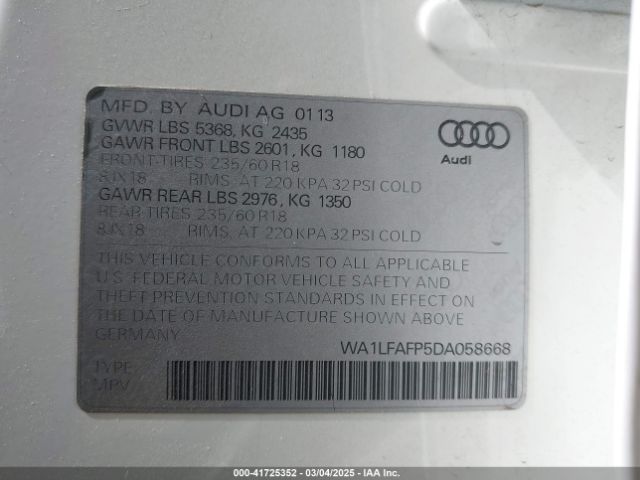 MFD. BY AUDI AG 0113
GVWR LBS 5368, KG 2435
GAWR FRONT LBS 2601, KG 1180
FRONT-TIRES 235/60 R18
8JX18 RIMS, AT 220 KPA 32 PSI COLD
GAWR REAR LBS 2976, KG 1350
REAR-TIRES 235/60 R18
8JX18 RIMS, AT 220 KPA 32 PSI COLD
Audi
THIS VEHICLE CONFORMS TO ALL APPLICABLE
U.S. FEDERAL MOTOR VEHICLE SAFETY AND
THEFT PREVENTION STANDARDS IN EFFECT ON
THE DATE OF MANUFACTURE SHOWN ABOVE.
GERMANY
WA1LFAFP5DA058668
TYPE
MPV
000-41725352 | 03/04/2025 - IAA Inc.